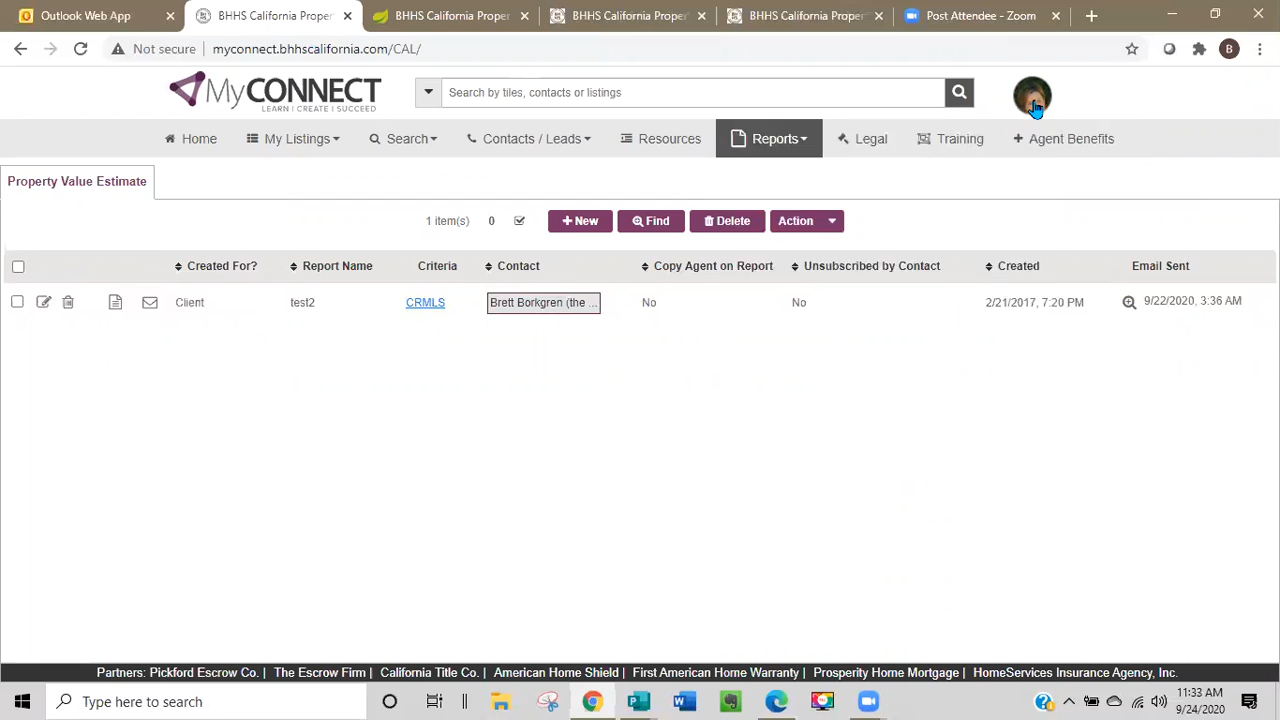 Outlook Web App
BHHS California Prope
BHHS California Prope
BHHS California Prope
BHHS California Prope
Post Attendee - Zoom
Not secure
myconnect.bhhscalifornia.com/CAL/
B
MyCONNECT
LEARN | CREATE | SUCCEED
Search by tiles, contacts or listings
Home
My Listings
Search
Contacts / Leads
Resources
Reports
Legal
Training
Agent Benefits
Property Value Estimate
1 item(s)
0
New
Find
Delete
Action
Created For?
Report Name
Criteria
Contact
Copy Agent on Report
Unsubscribed by Contact
Created
Email Sent
Client
test2
CRMLS
Brett Borkgren (the ...
No
No
2/21/2017, 7:20 PM
9/22/2020, 3:36 AM
Partners: Pickford Escrow Co. | The Escrow Firm | California Title Co. | American Home Shield | First American Home Warranty | Prosperity Home Mortgage | HomeServices Insurance Agency, Inc.
Type here to search
11:33 AM
9/24/2020